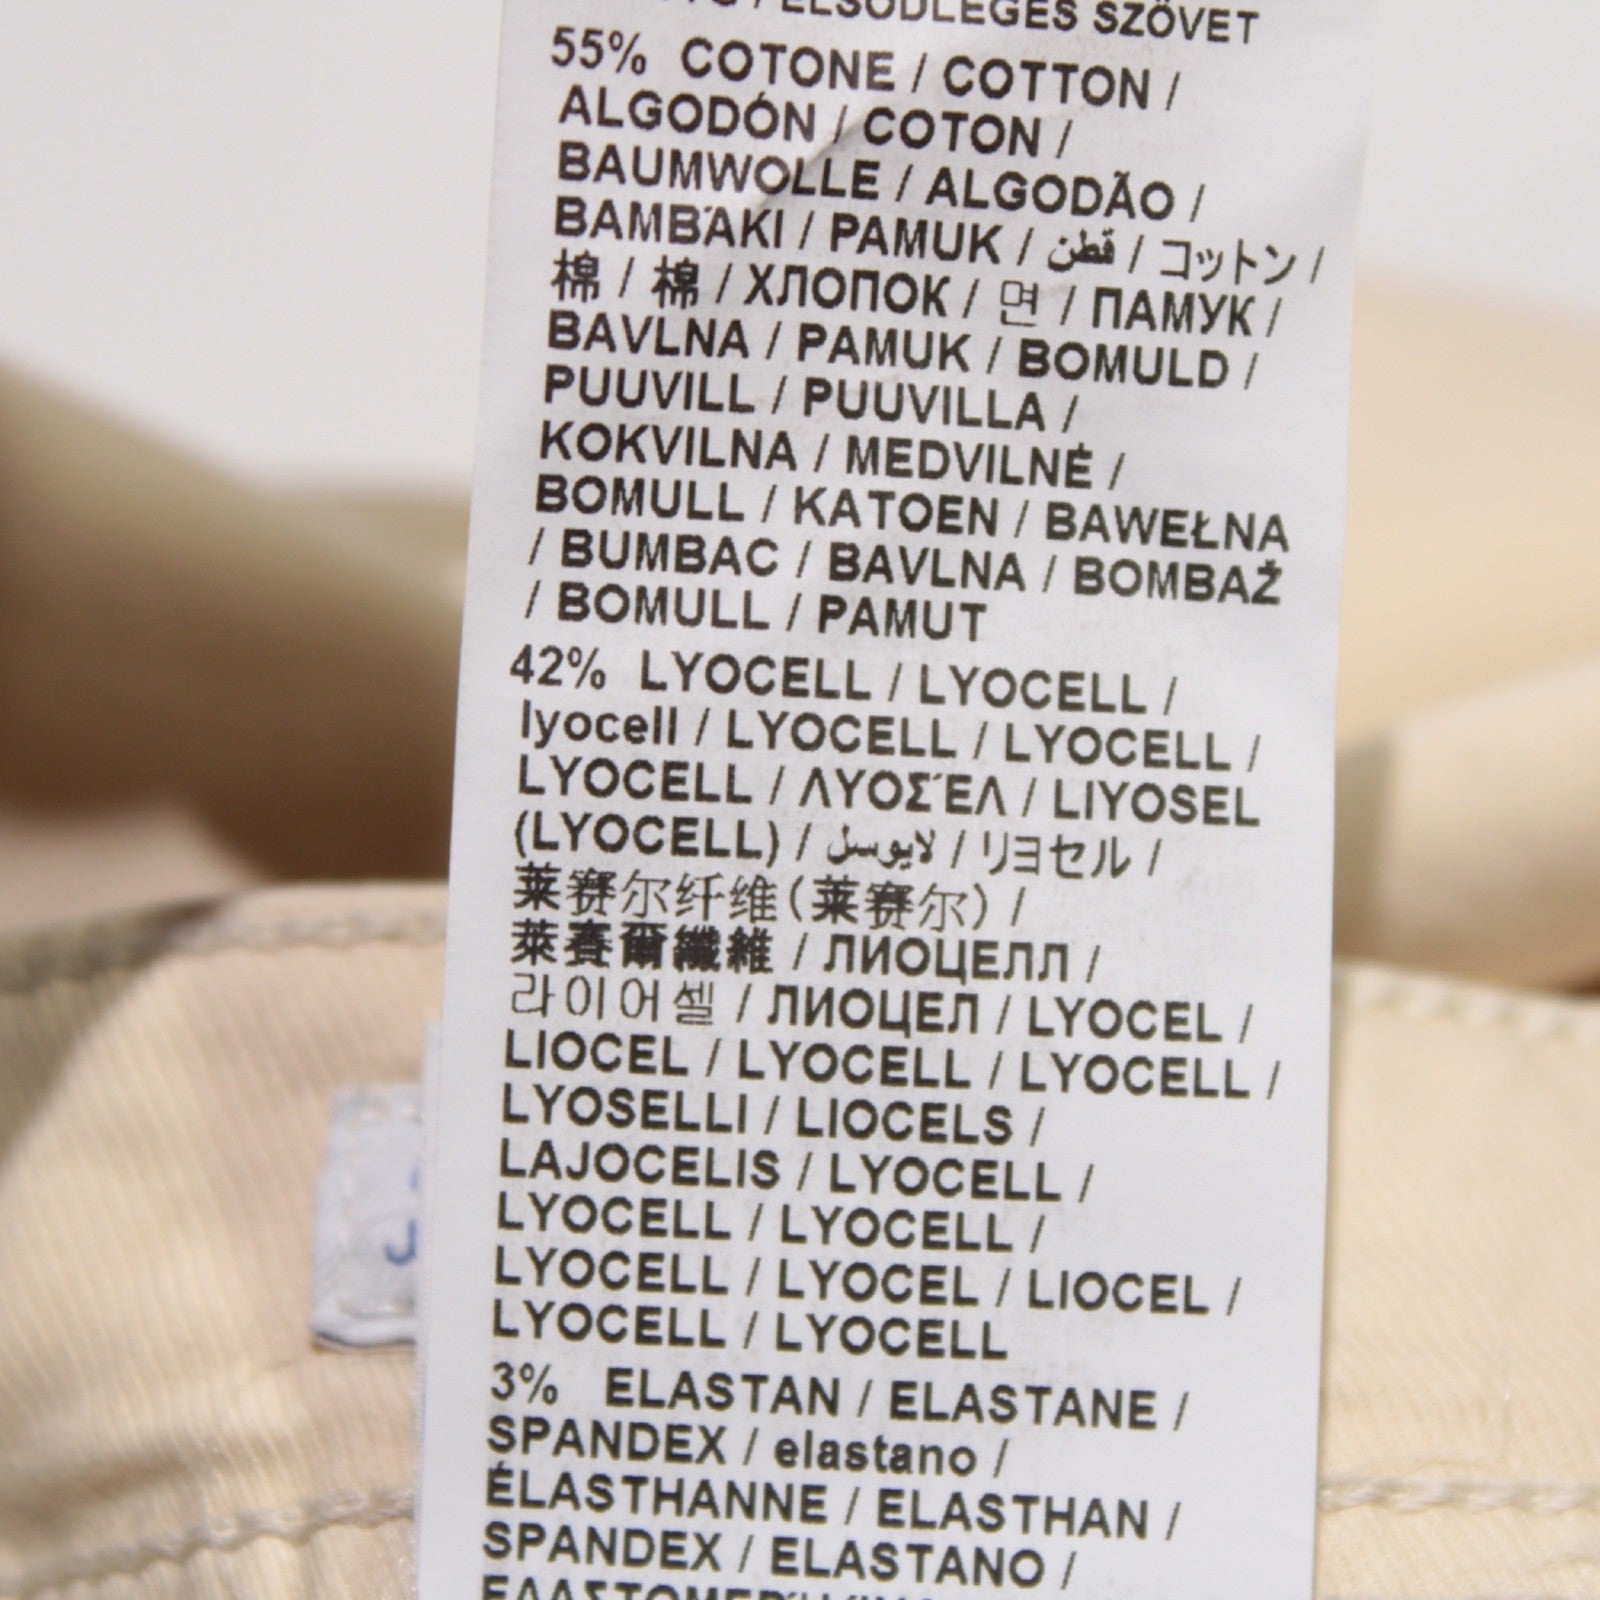 / ELSŐDLEGES SZÖVET
55% COTONE / COTTON /
ALGODÓN / COTON /
BAUMWOLLE / ALGODÃO /
ΒΑΜΒΆΚΙ / PAMUK / قطن / コットン /
棉 / 棉 / ХЛОПОК / 면 / ПАМУК /
BAVLNA / PAMUK / BOMULD /
PUUVILL / PUUVILLA /
KOKVILNA / MEDVILNĖ /
BOMULL / KATOEN / BAWEŁNA
/ BUMBAC / BAVLNA / BOMBAŽ
/ BOMULL / PAMUT
42% LYOCELL / LYOCELL /
lyocell / LYOCELL / LYOCELL /
LYOCELL / ΛΥΟΣΈΛ / LIYOSEL
(LYOCELL) / لايوسل / リヨセル /
莱赛尔纤维(莱赛尔) /
萊賽爾纖維 / ЛИОЦЕЛЛ /
라이어셀 / ЛИОЦЕЛ / LYOCEL /
LIOCEL / LYOCELL / LYOCELL /
LYOSELLI / LIOCELS /
LAJOCELIS / LYOCELL /
LYOCELL / LYOCELL /
LYOCELL / LYOCEL / LIOCEL /
LYOCELL / LYOCELL
3% ELASTAN / ELASTANE /
SPANDEX / elastano /
ÉLASTHANNE / ELASTHAN /
SPANDEX / ELASTANO /
J